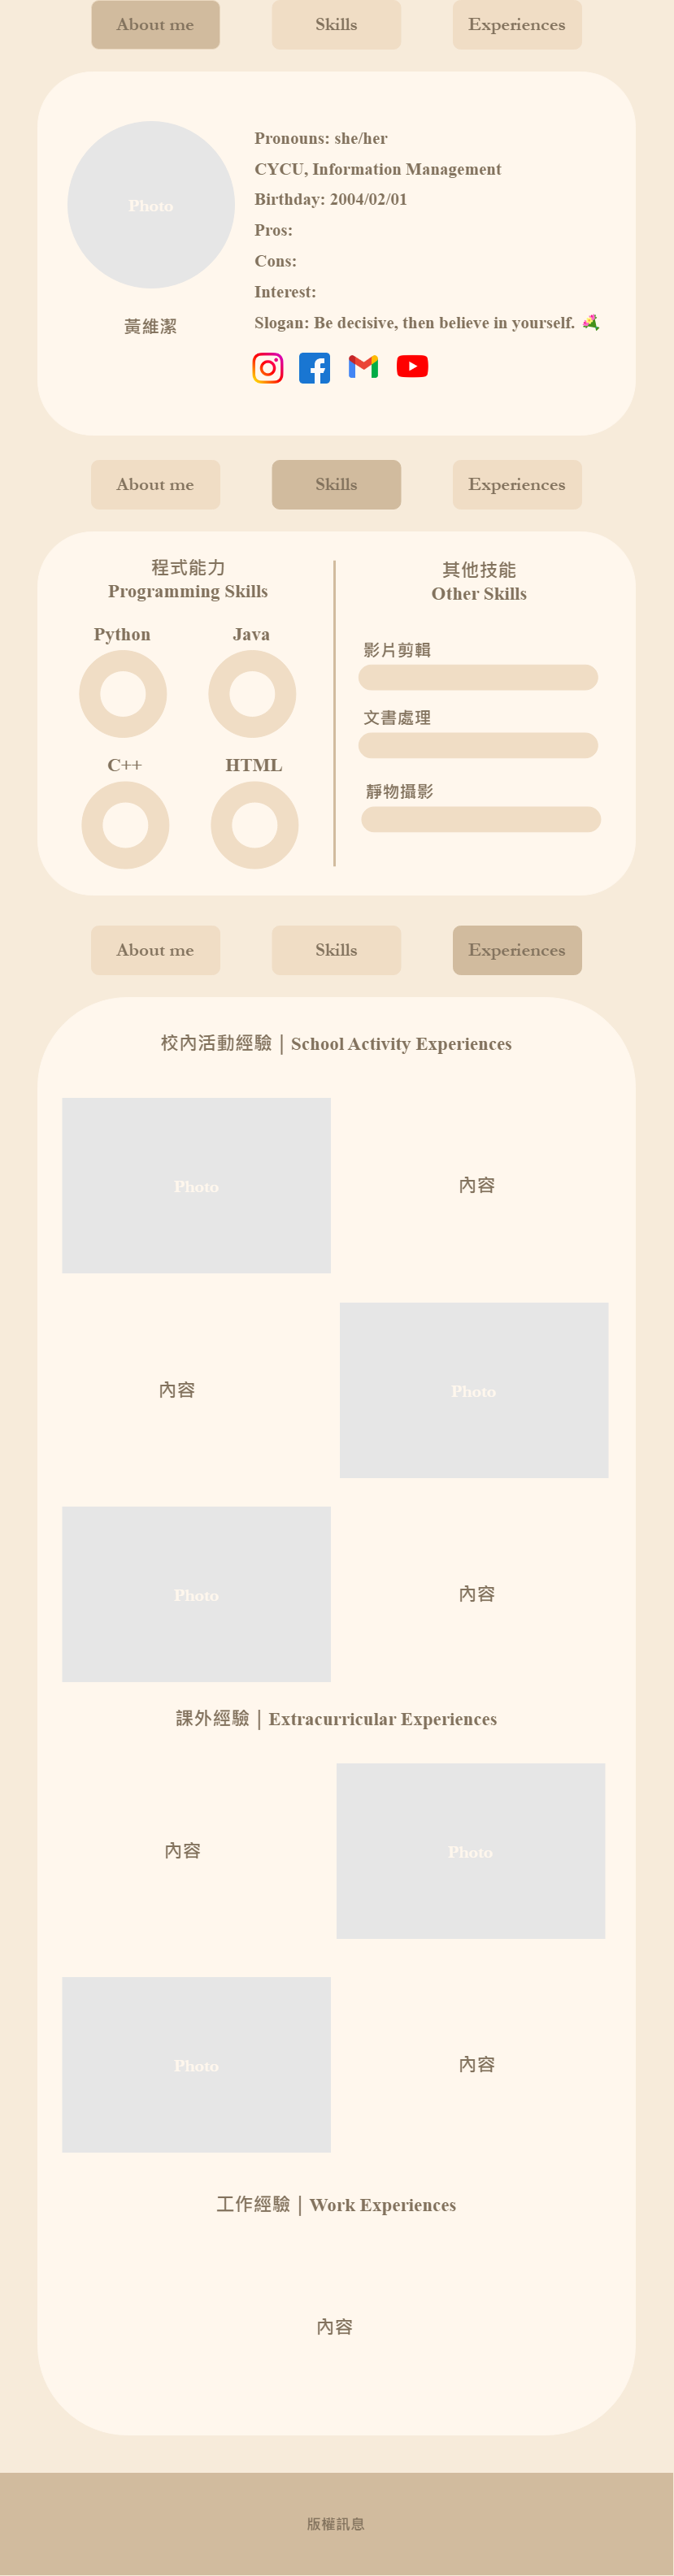 About me
Skills
Experiences
Photo
黃維潔
Pronouns: she/her
CYCU, Information Management
Birthday: 2004/02/01
Pros:
Cons:
Interest:
Slogan: Be decisive, then believe in yourself. 💐
About me
Skills
Experiences
程式能力
Programming Skills
Python
Java
C++
HTML
其他技能
Other Skills
影片剪輯
文書處理
靜物攝影
About me
Skills
Experiences
校內活動經驗｜School Activity Experiences
Photo
內容
內容
Photo
Photo
內容
課外經驗｜Extracurricular Experiences
內容
Photo
Photo
內容
工作經驗｜Work Experiences
內容
版權訊息